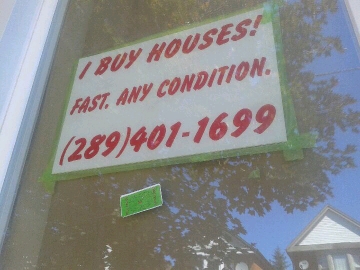 I BUY HOUSES!
FAST. ANY CONDITION.
(289)401-1699